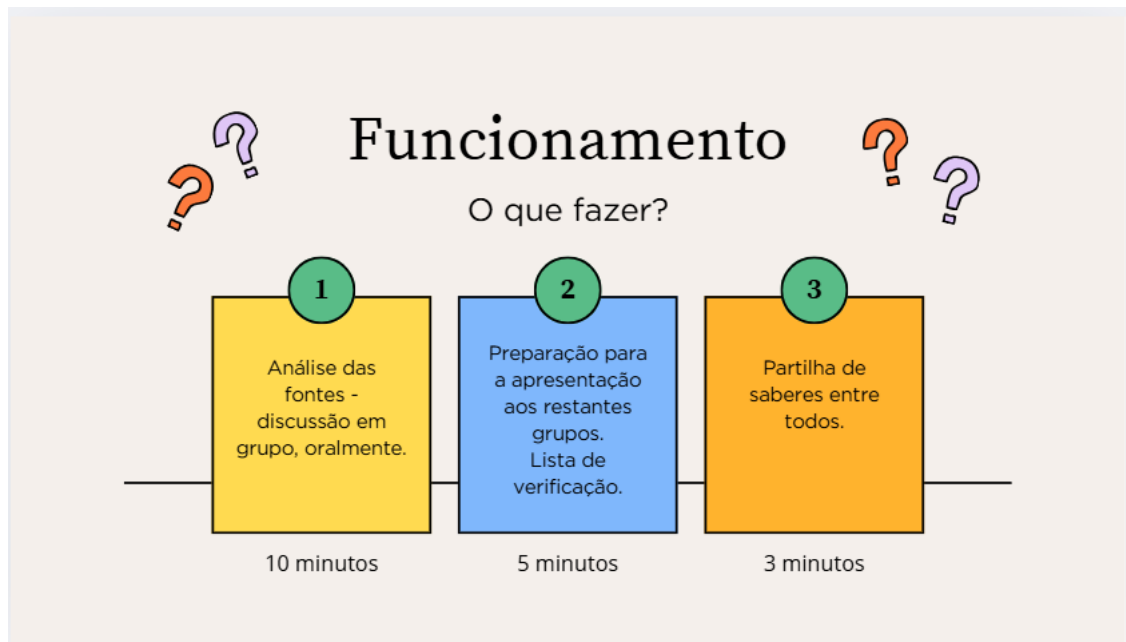 Funcionamento
O que fazer?
1
Análise das
fontes -
discussão em
grupo, oralmente.
10 minutos
2
Preparação para
a apresentação
aos restantes
grupos.
Lista de
verificação.
5 minutos
3
Partilha de
saberes entre
todos.
3 minutos